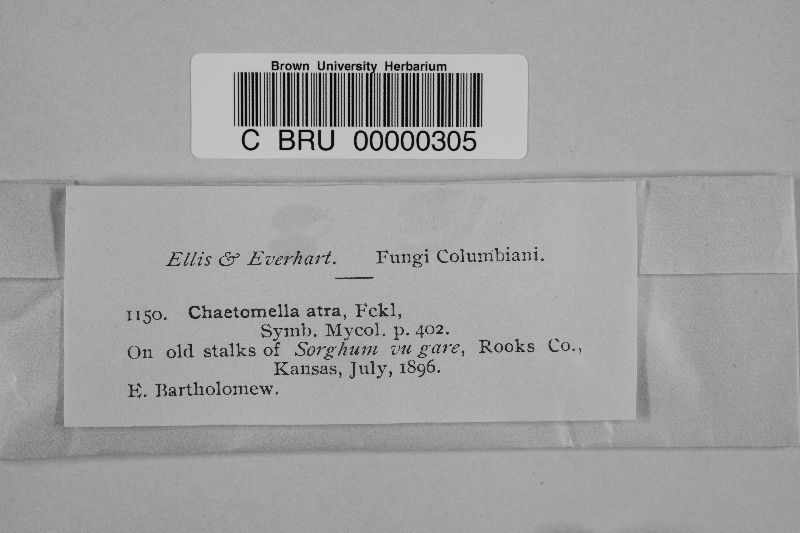 Brown University Herbarium
C BRU 00000305
Ellis & Everhart. Fungi Columbiani.
1150. Chaetomella atra, Fckl,
Symb. Mycol. p. 402.
On old stalks of Sorghum vu gare, Rooks Co.,
Kansas, July, 1896.
E. Bartholomew.